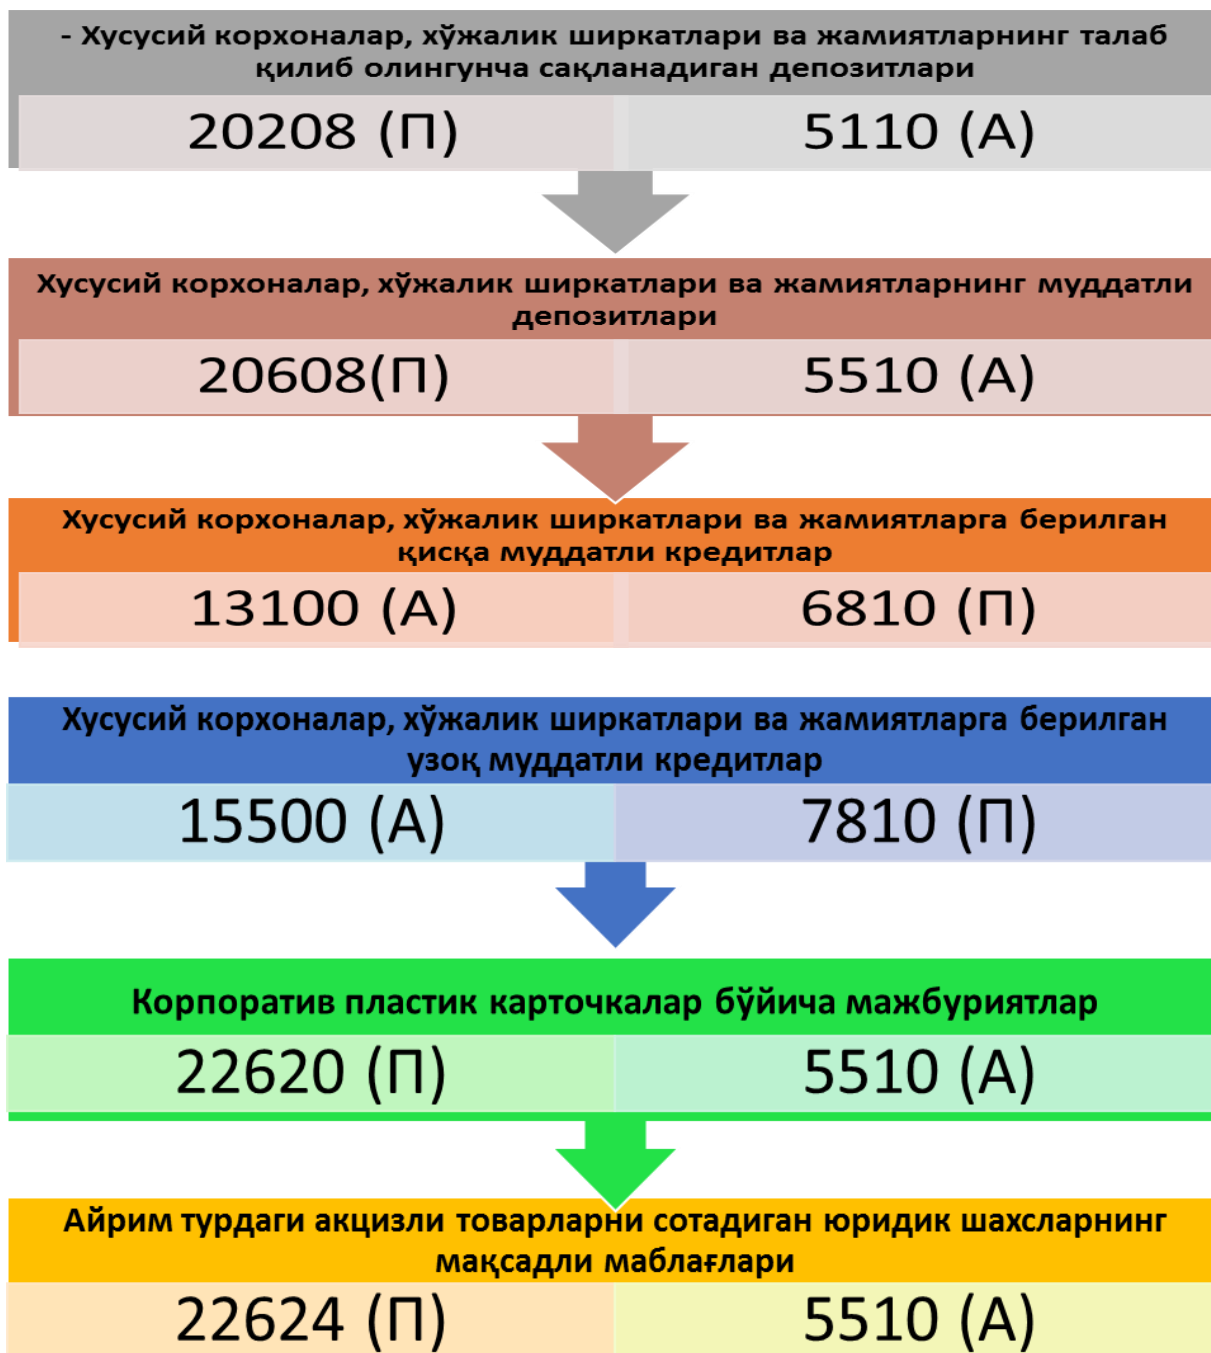 - Хусусий корхоналар, хўжалик ширкатлари ва жамиятларнинг талаб
қилиб олингунча сақланадиган депозитлари
20208 (П) 5110 (А)
Хусусий корхоналар, хўжалик ширкатлари ва жамиятларнинг муддатли
депозитлари
20608(П) 5510 (А)
Хусусий корхоналар, хўжалик ширкатлари ва жамиятларга берилган
қисқа муддатли кредитлар
13100 (А) 6810 (П)
Хусусий корхоналар, хўжалик ширкатлари ва жамиятларга берилган
узоқ муддатли кредитлар
15500 (А) 7810 (П)
Корпоратив пластик карточкалар бўйича мажбуриятлар
22620 (П) 5510 (А)
Айрим турдаги акцизли товарларни сотадиган юридик шахсларнинг
мақсадли маблағлари
22624 (П) 5510 (А)